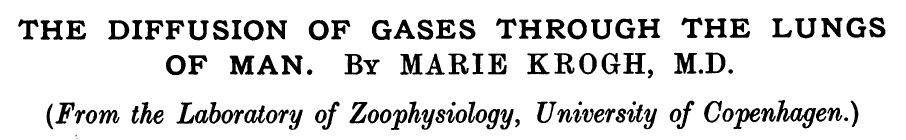 THE DIFFUSION OF GASES THROUGH THE LUNGS
OF MAN. By MARIE KROGH, M.D.
(From the Laboratory of Zoophysiology, University of Copenhagen.)